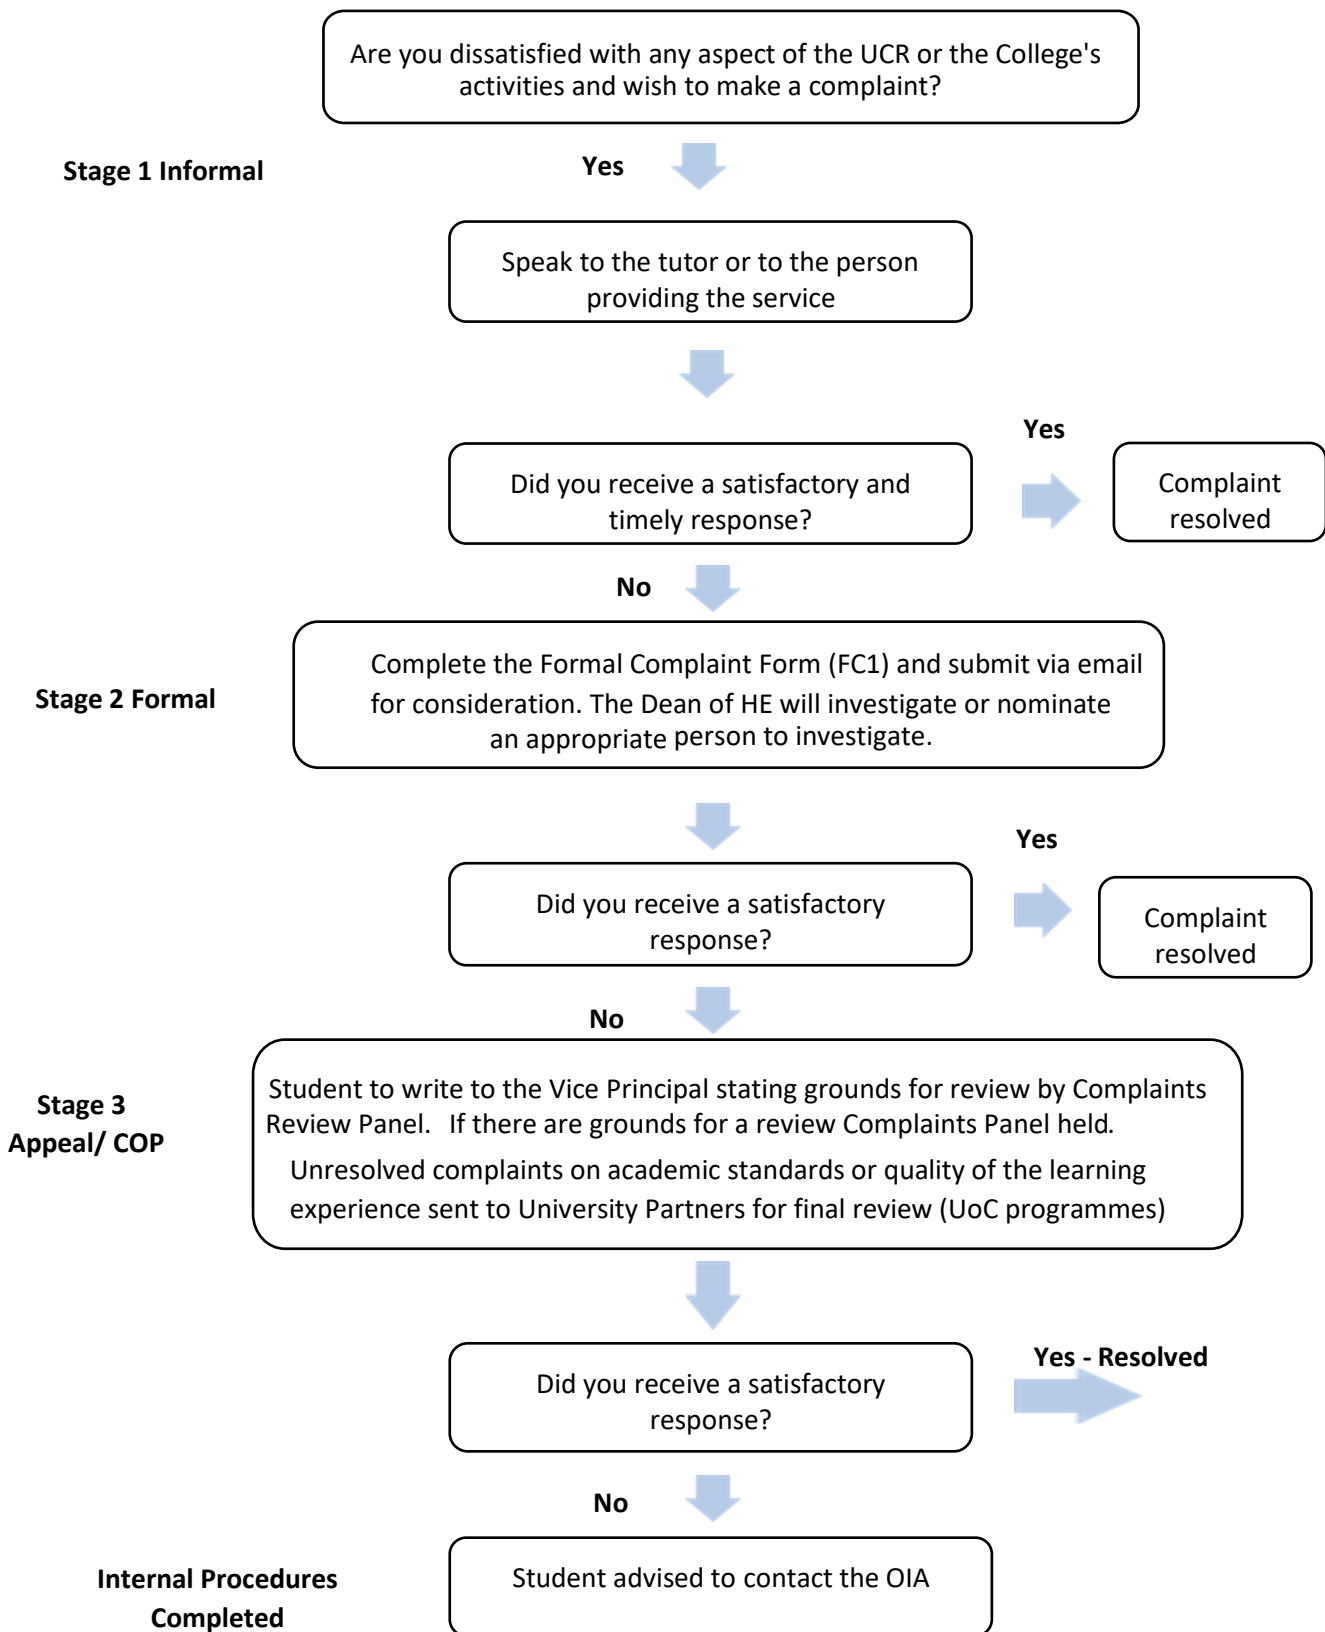 Are you dissatisfied with any aspect of the UCR or the College's
activities and wish to make a complaint?
Stage 1 Informal
Yes
Speak to the tutor or to the person
providing the service
Did you receive a satisfactory and
timely response?
Yes
Complaint
resolved
No
Stage 2 Formal
Complete the Formal Complaint Form (FC1) and submit via email
for consideration. The Dean of HE will investigate or nominate
an appropriate person to investigate.
Did you receive a satisfactory
response?
Yes
Complaint
resolved
No
Stage 3
Appeal/ COP
Student to write to the Vice Principal stating grounds for review by Complaints
Review Panel. If there are grounds for a review Complaints Panel held.
Unresolved complaints on academic standards or quality of the learning
experience sent to University Partners for final review (UoC programmes)
Did you receive a satisfactory
response?
Yes - Resolved
No
Internal Procedures
Completed
Student advised to contact the OIA